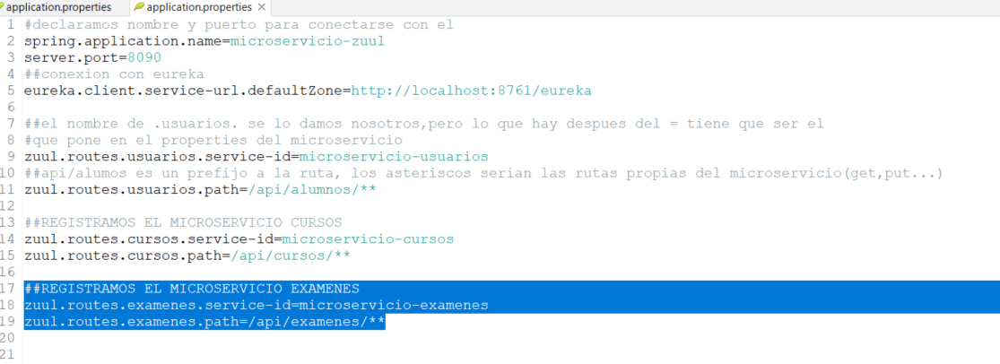 application.properties application.properties
1 #declaramos nombre y puerto para conectarse con el
2 spring.application.name=microservicio-zuul
3 server.port=8090
4 ##conexion con eureka
5 eureka.client.service-url.defaultZone=http://localhost:8761/eureka
6
7 ##el nombre de .usuarios. se lo damos nosotros,pero lo que hay despues del = tiene que ser el
8 #que pone en el properties del microservicio
9 zuul.routes.usuarios.service-id=microservicio-usuarios
10 ##api/alumos es un prefijo a la ruta, los asteriscos serian las rutas propias del microservicio(get,put...)
11 zuul.routes.usuarios.path=/api/alumnos/**
12
13 ##REGISTRAMOS EL MICROSERVICIO CURSOS
14 zuul.routes.cursos.service-id=microservicio-cursos
15 zuul.routes.cursos.path=/api/cursos/**
16
17 ##REGISTRAMOS EL MICROSERVICIO EXAMENES
18 zuul.routes.examenes.service-id=microservicio-examenes
19 zuul.routes.examenes.path=/api/examenes/**
20
21